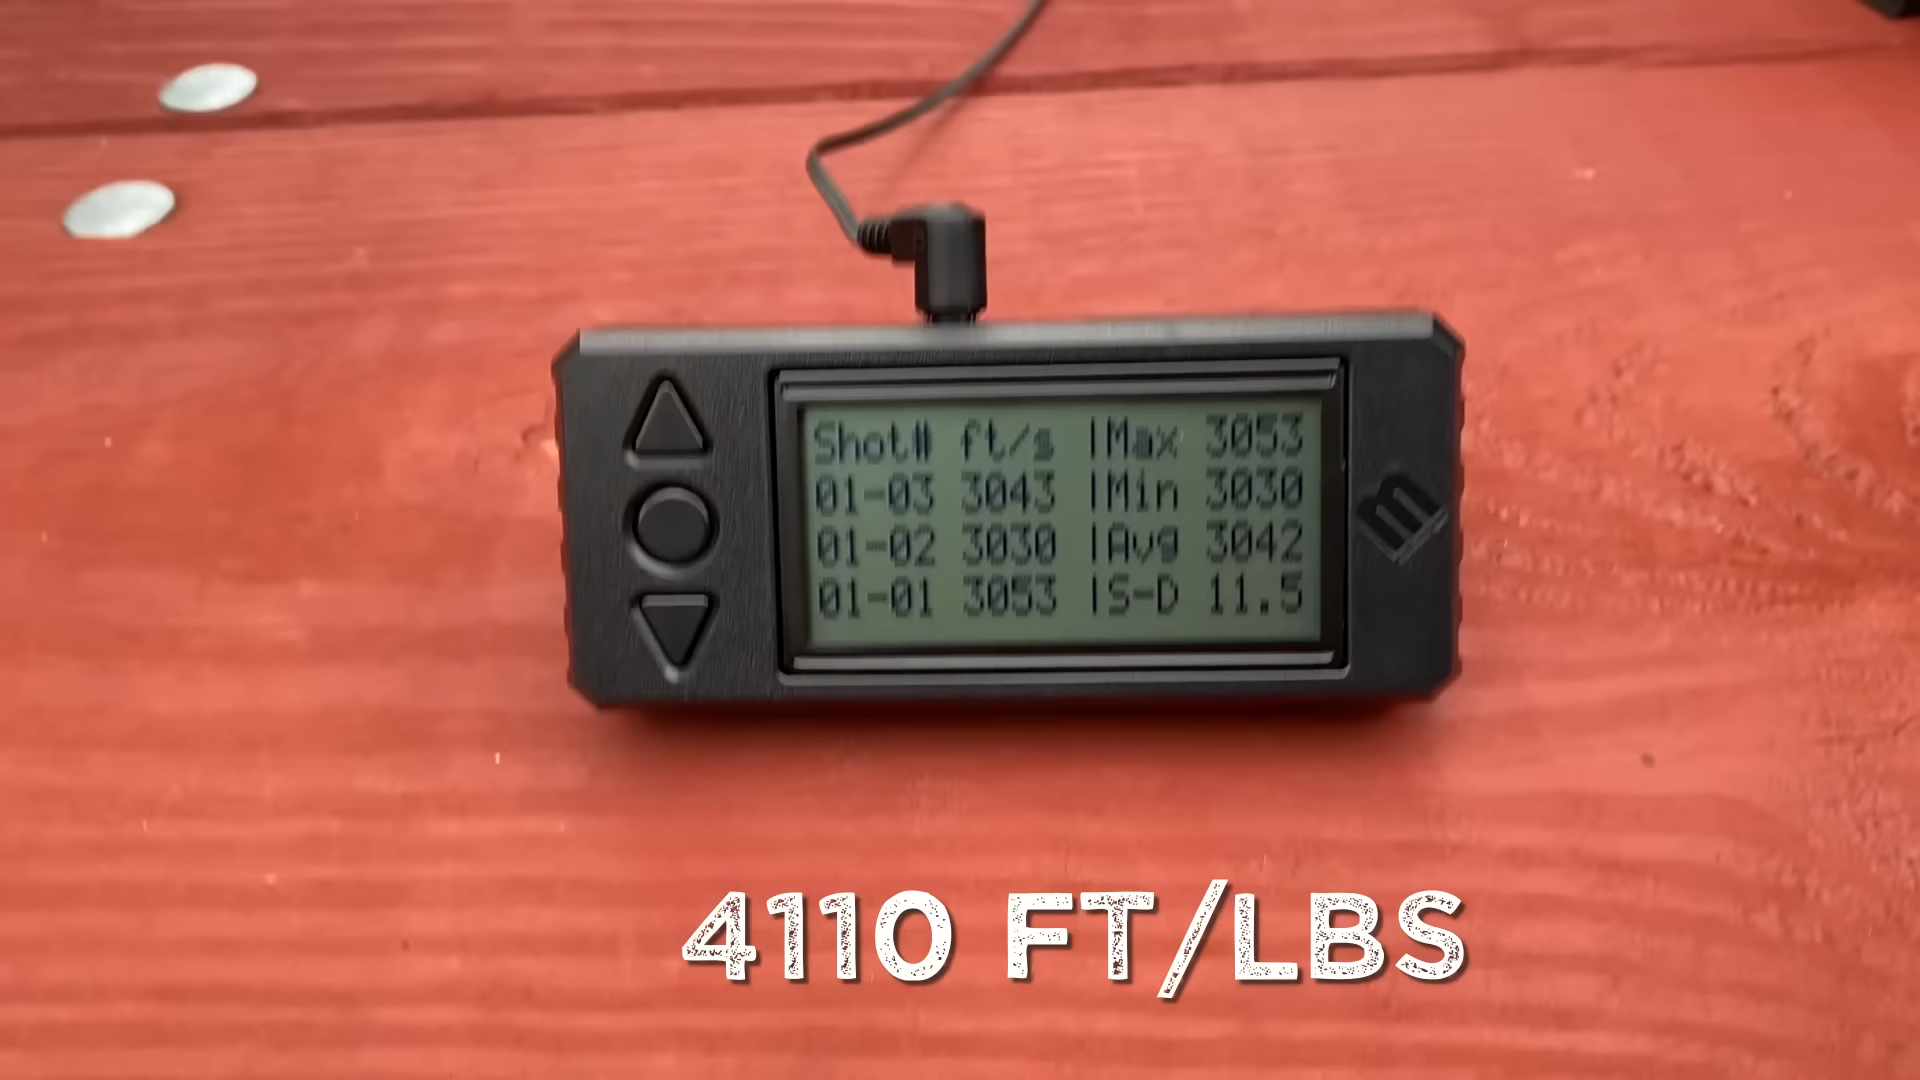 Shot# ft/s |Max 3053
01-03 3043 |Min 3030
01-02 3030 |Avg 3042
01-01 3053 |S-D 11.5
m
4110 FT/LBS